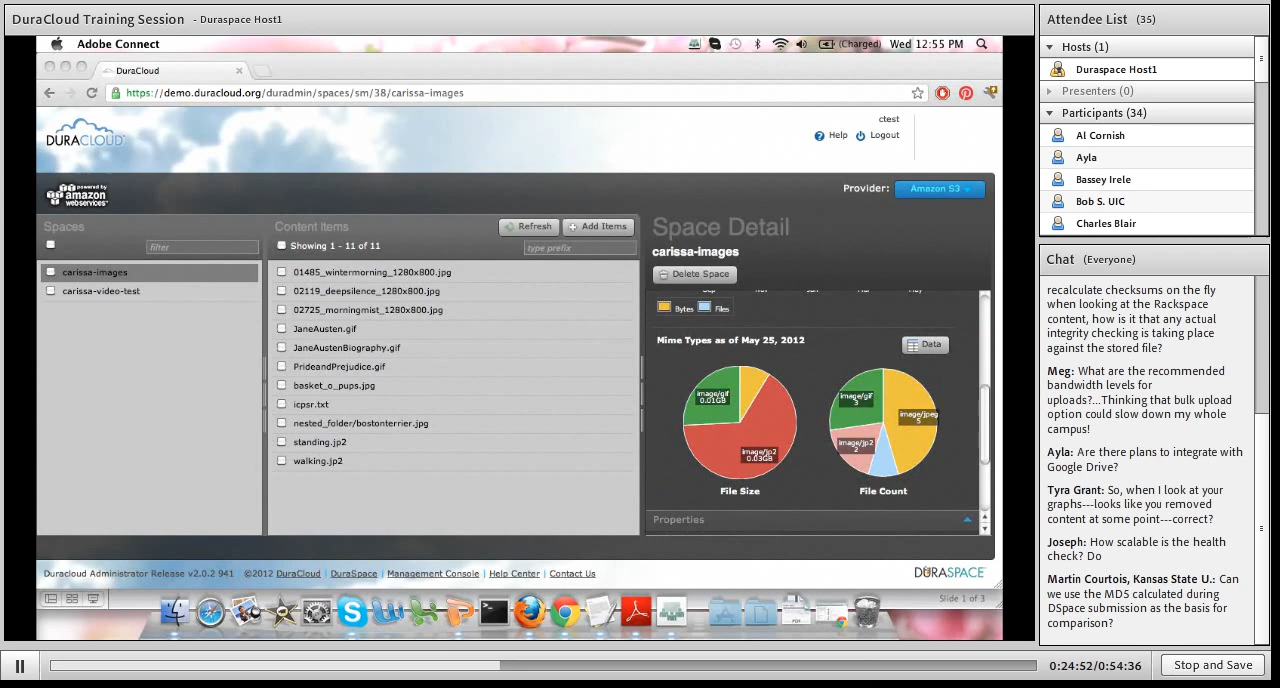 DuraCloud Training Session - Duraspace Host1
Adobe Connect
(Charged) Wed 12:55 PM
DuraCloud
https://demo.duracloud.org/duradmin/spaces/sm/38/carissa-images
DURACLOUD
ctest
Help Logout
powered by
amazon
webservices
Provider: Amazon S3
Spaces
filter
carissa-images
carissa-video-test
Content Items Refresh Add Items
Showing 1 - 11 of 11 type prefix
01485_wintermorning_1280x800.jpg
02119_deepsilence_1280x800.jpg
02725_morningmist_1280x800.jpg
JaneAusten.gif
JaneAustenBiography.gif
PrideandPrejudice.gif
basket_o_pups.jpg
icpsr.txt
nested_folder/bostonterrier.jpg
standing.jp2
walking.jp2
Space Detail
carissa-images
Delete Space
Bytes Files
Mime Types as of May 25, 2012 Data
image/gif
0.01GB
image/jp2
0.03GB
File Size
image/gif
3
image/jpeg
5
image/jp2
2
File Count
Properties
Duracloud Administrator Release v2.0.2 941 ©2012 DuraCloud | DuraSpace | Management Console | Help Center | Contact Us
DURASPACE
Slide 1 of 3
Attendee List (35)
Hosts (1)
Duraspace Host1
Presenters (0)
Participants (34)
Al Cornish
Ayla
Bassey Irele
Bob S. UIC
Charles Blair
Chat (Everyone)
recalculate checksums on the fly
when looking at the Rackspace
content, how is it that any actual
integrity checking is taking place
against the stored file?
Meg: What are the recommended
bandwidth levels for
uploads?...Thinking that bulk upload
option could slow down my whole
campus!
Ayla: Are there plans to integrate with
Google Drive?
Tyra Grant: So, when I look at your
graphs---looks like you removed
content at some point---correct?
Joseph: How scalable is the health
check? Do
Martin Courtois, Kansas State U.: Can
we use the MD5 calculated during
DSpace submission as the basis for
comparison?
0:24:52/0:54:36 Stop and Save